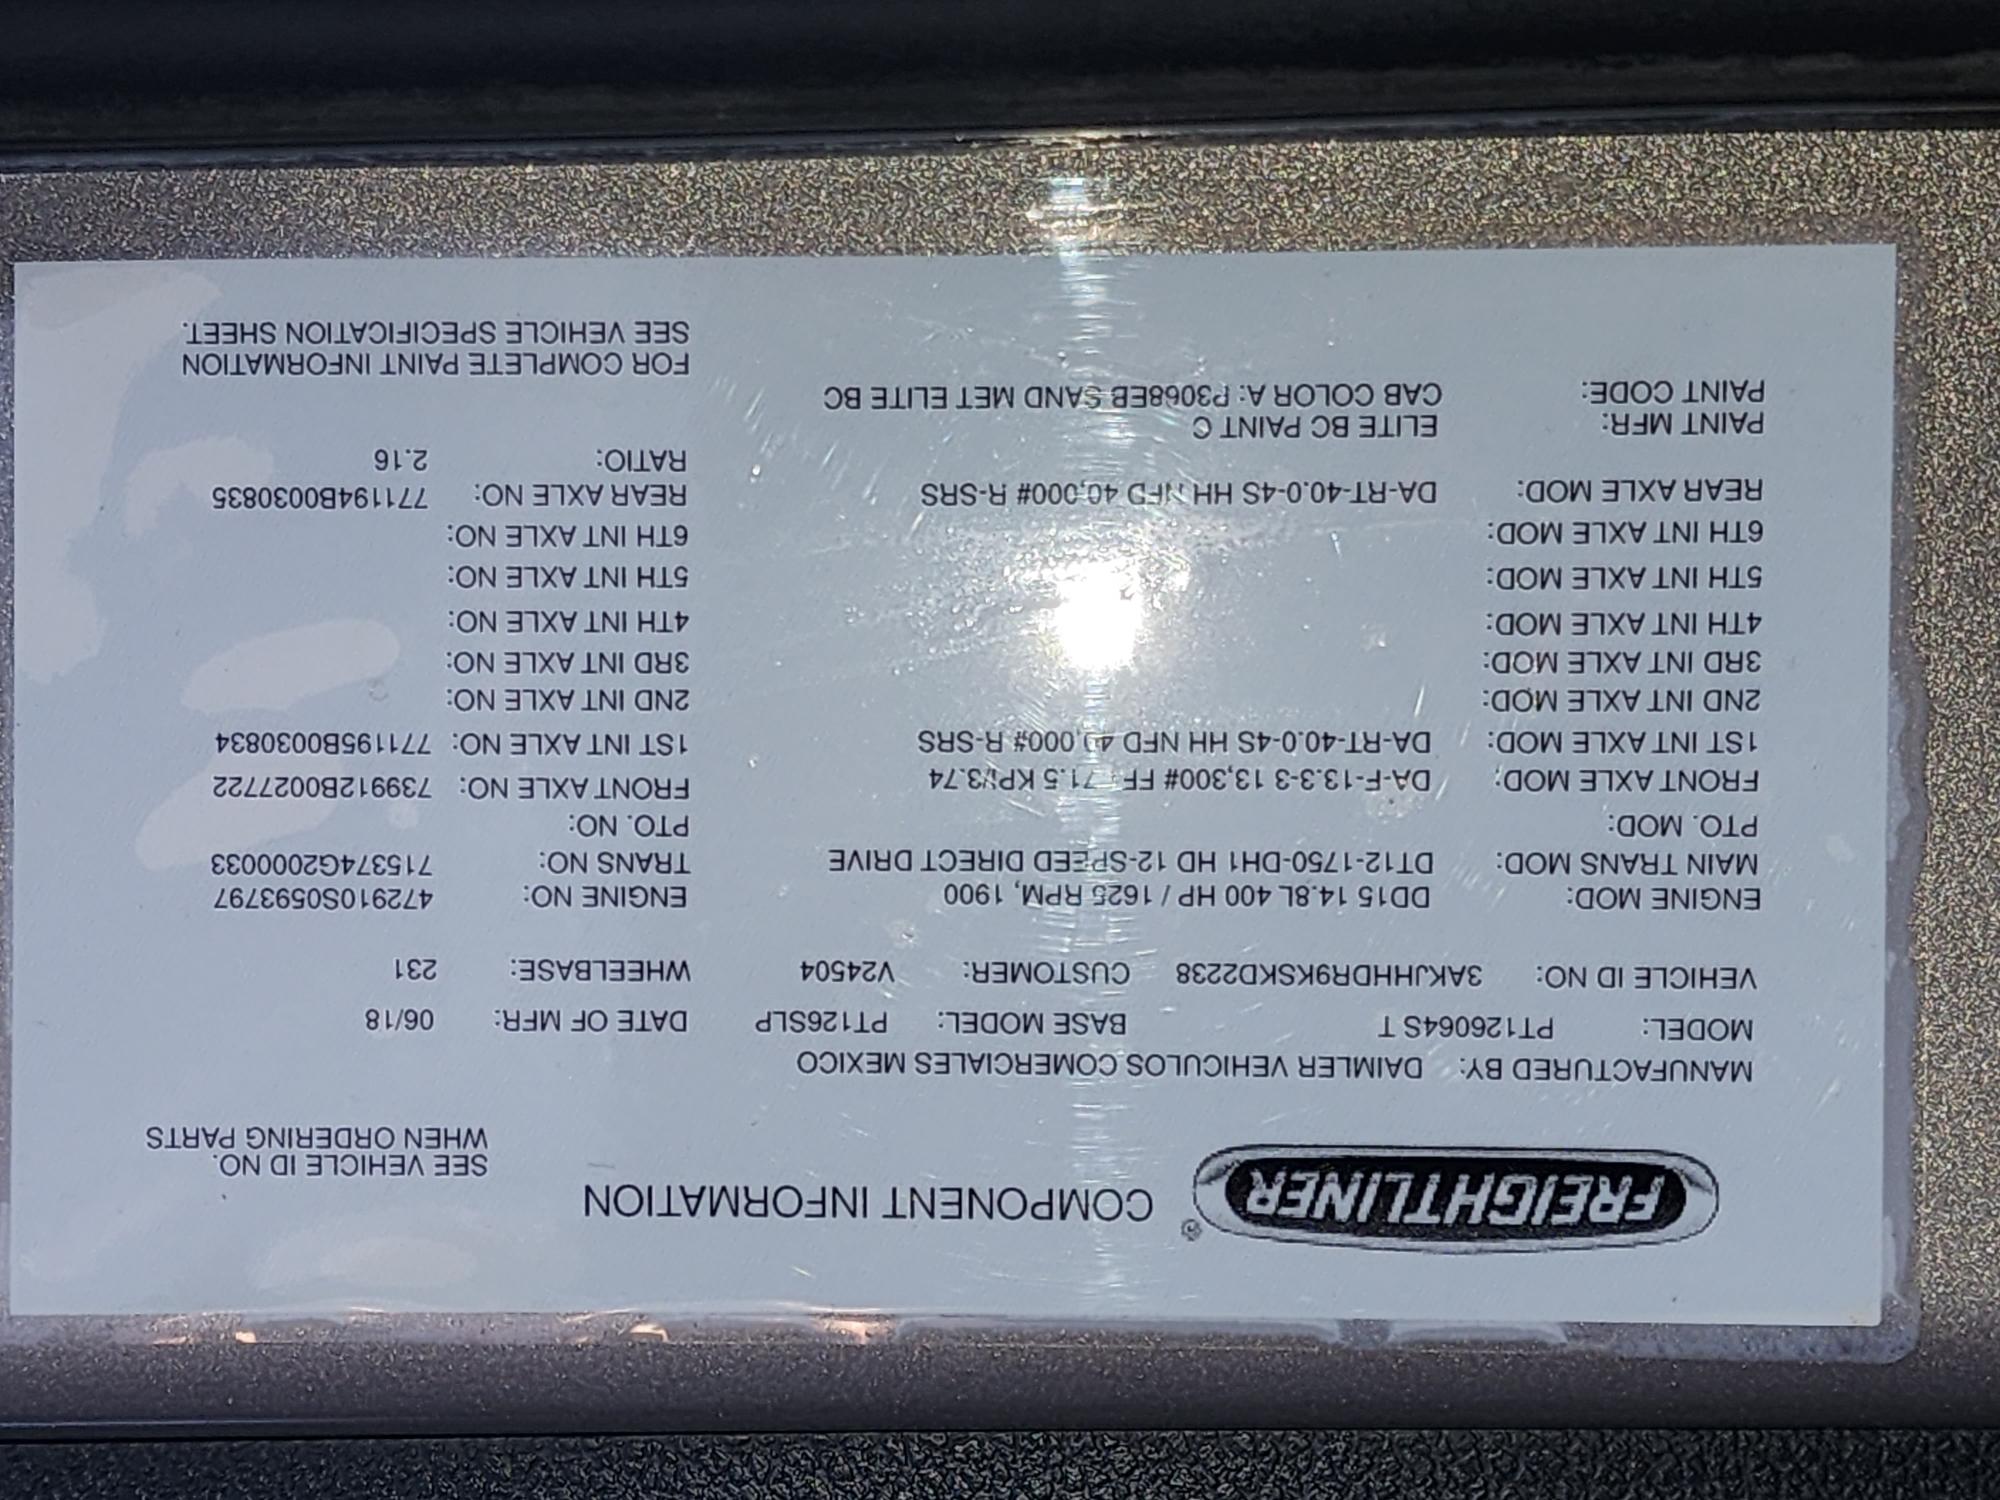 FREIGHTLINER ® COMPONENT INFORMATION
SEE VEHICLE ID NO.
WHEN ORDERING PARTS
MANUFACTURED BY: DAIMLER VEHICULOS COMERCIALES MEXICO
MODEL: PT126064S T BASE MODEL: PT126SLP DATE OF MFR: 06/18
VEHICLE ID NO: 3AKJHHDR9KSKD2238 CUSTOMER: V24504 WHEELBASE: 231
ENGINE MOD: DD15 14.8L 400 HP / 1625 RPM, 1900 ENGINE NO: 472910S0593797
MAIN TRANS MOD: DT12-1750-DH1 HD 12-SPEED DIRECT DRIVE TRANS NO: 715374G2000033
PTO. MOD: PTO. NO:
FRONT AXLE MOD: DA-F-13.3-3 13,300# 71.5 KPI/3.74 FRONT AXLE NO: 739912B0027722
1ST INT AXLE MOD: DA-RT-40.0-4S HH NFD 40,000# R-SRS 1ST INT AXLE NO: 771195B0030834
2ND INT AXLE MOD: 2ND INT AXLE NO:
3RD INT AXLE MOD: 3RD INT AXLE NO:
4TH INT AXLE MOD: 4TH INT AXLE NO:
5TH INT AXLE MOD: 5TH INT AXLE NO:
6TH INT AXLE MOD: 6TH INT AXLE NO:
REAR AXLE MOD: DA-RT-40.0-4S HH NFD 40,000# R-SRS REAR AXLE NO: 771194B0030835
RATIO: 2.16
PAINT MFR: ELITE BC PAINT C
PAINT CODE: CAB COLOR A: P3068EB SAND MET ELITE BC
FOR COMPLETE PAINT INFORMATION
SEE VEHICLE SPECIFICATION SHEET.